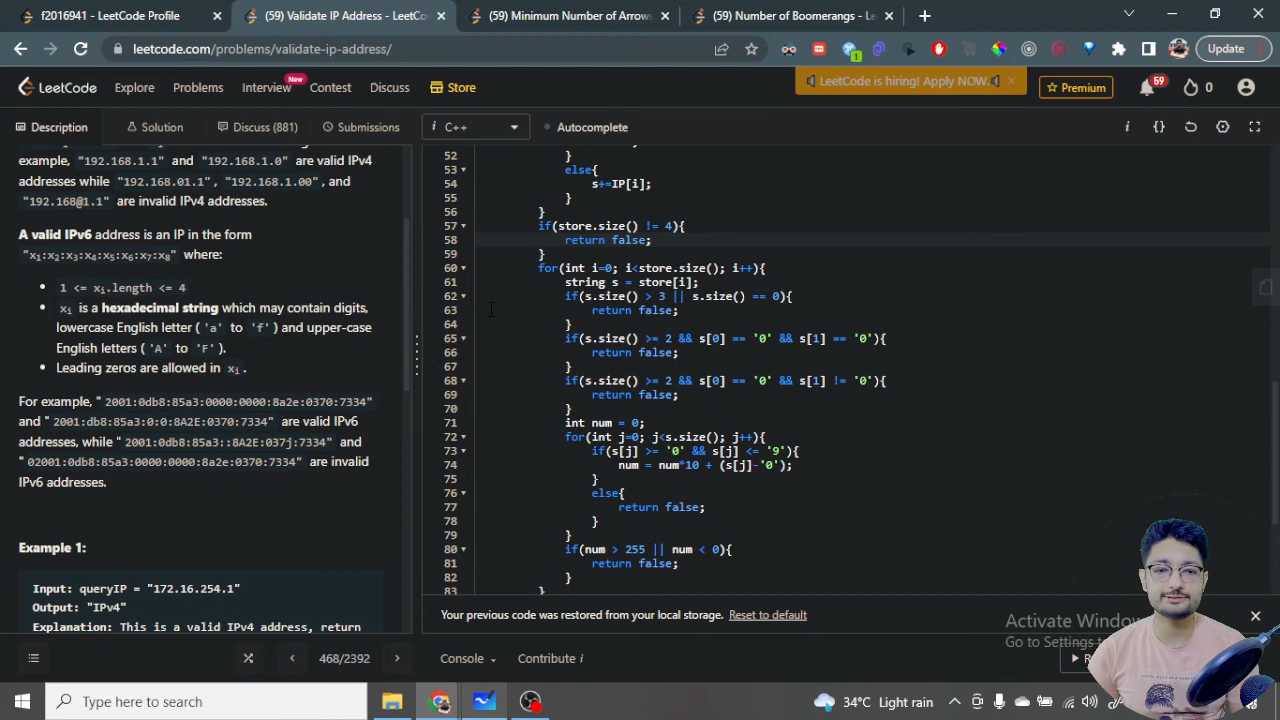 f2016941 - LeetCode Profile
(59) Validate IP Address - LeetCo
(59) Minimum Number of Arrows
(59) Number of Boomerangs - Lee
leetcode.com/problems/validate-ip-address/
Update
LeetCode is hiring! Apply NOW.
LeetCode Explore Problems Interview New Contest Discuss Store
Premium
59
0
Description Solution Discuss (881) Submissions
i C++ Autocomplete
example, "192.168.1.1" and "192.168.1.0" are valid IPv4
addresses while "192.168.01.1", "192.168.1.00", and
"192.168@1.1" are invalid IPv4 addresses.
A valid IPv6 address is an IP in the form
"x1:x2:x3:x4:x5:x6:x7:x8" where:
1 <= xi.length <= 4
xi is a hexadecimal string which may contain digits,
lowercase English letter ('a' to 'f') and upper-case
English letters ('A' to 'F').
Leading zeros are allowed in xi.
For example, "2001:0db8:85a3:0000:0000:8a2e:0370:7334"
and "2001:db8:85a3:0:0:8A2E:0370:7334" are valid IPv6
addresses, while "2001:0db8:85a3::8A2E:037j:7334" and
"02001:0db8:85a3:0000:0000:8a2e:0370:7334" are invalid
IPv6 addresses.
Example 1:
Input: queryIP = "172.16.254.1"
Output: "IPv4"
Explanation: This is a valid IPv4 address, return
52 }
53 else{
54 s+=IP[i];
55 }
56 }
57 if(store.size() != 4){
58 return false;
59 }
60 for(int i=0; i<store.size(); i++){
61 string s = store[i];
62 if(s.size() > 3 || s.size() == 0){
63 return false;
64 }
65 if(s.size() >= 2 && s[0] == '0' && s[1] == '0'){
66 return false;
67 }
68 if(s.size() >= 2 && s[0] == '0' && s[1] != '0'){
69 return false;
70 }
71 int num = 0;
72 for(int j=0; j<s.size(); j++){
73 if(s[j] >= '0' && s[j] <= '9'){
74 num = num*10 + (s[j]-'0');
75 }
76 else{
77 return false;
78 }
79 }
80 if(num > 255 || num < 0){
81 return false;
82 }
83 }
Your previous code was restored from your local storage. Reset to default
Activate Window
Go to Settings
468/2392
Console Contribute i
Type here to search
34°C Light rain